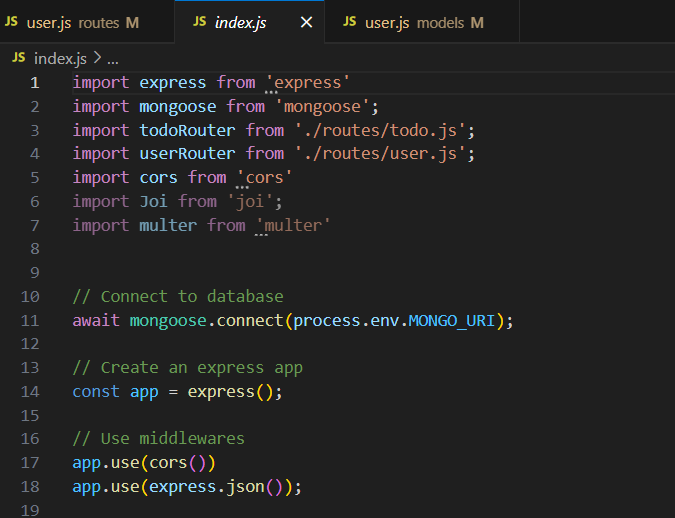 JS user.js routes M JS index.js × JS user.js models M
JS index.js > ...
1 import express from 'express'
2 import mongoose from 'mongoose';
3 import todoRouter from './routes/todo.js';
4 import userRouter from './routes/user.js';
5 import cors from 'cors'
6 import Joi from 'joi';
7 import multer from 'multer'
8
9
10 // Connect to database
11 await mongoose.connect(process.env.MONGO_URI);
12
13 // Create an express app
14 const app = express();
15
16 // Use middlewares
17 app.use(cors())
18 app.use(express.json());
19